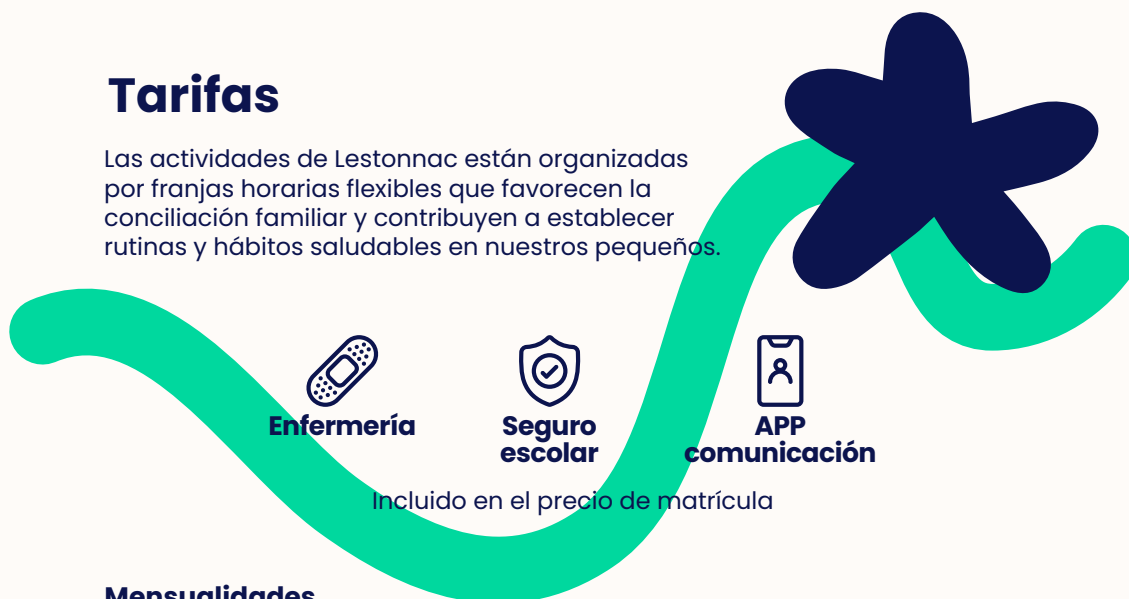 Tarifas
Las actividades de Lestonnac están organizadas
por franjas horarias flexibles que favorecen la
conciliación familiar y contribuyen a establecer
rutinas y hábitos saludables en nuestros pequeños.
Enfermería
Seguro
escolar
APP
comunicación
Incluido en el precio de matrícula
Mensualidades